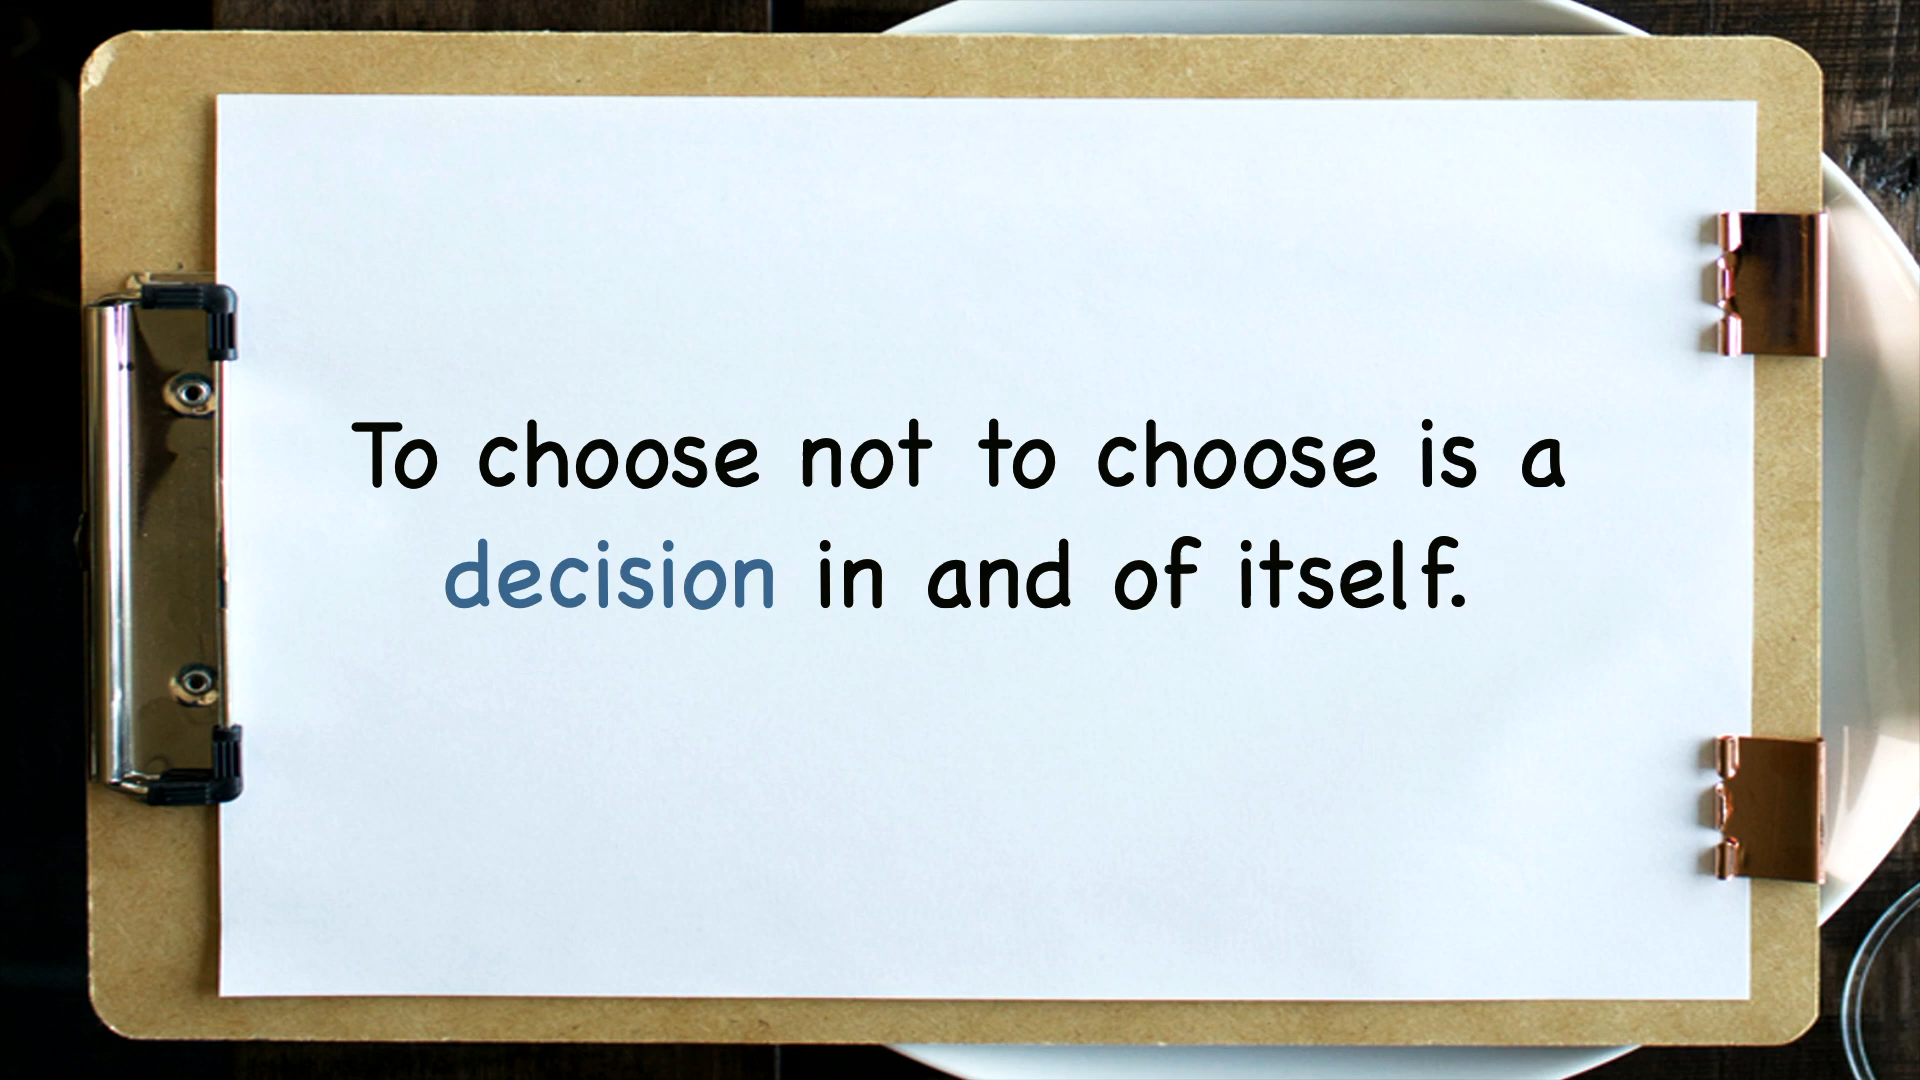 To choose not to choose is a
decision in and of itself.